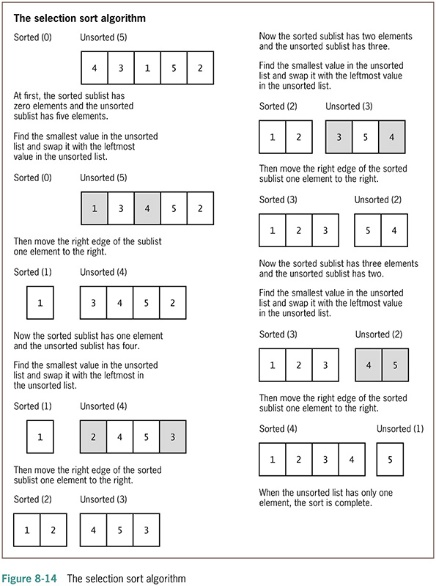 The selection sort algorithm
Sorted (0) Unsorted (5)
4 3 1 5 2
At first, the sorted sublist has
zero elements and the unsorted
sublist has five elements.
Find the smallest value in the unsorted
list and swap it with the leftmost
value in the unsorted list.
Sorted (0) Unsorted (5)
1 3 4 5 2
Then move the right edge of the sublist
one element to the right.
Sorted (1) Unsorted (4)
1 3 4 5 2
Now the sorted sublist has one element
and the unsorted sublist has four.
Find the smallest value in the unsorted
list and swap it with the leftmost in
the unsorted list.
Sorted (1) Unsorted (4)
1 2 4 5 3
Then move the right edge of the sorted
sublist one element to the right.
Sorted (2) Unsorted (3)
1 2 4 5 3
Now the sorted sublist has two elements
and the unsorted sublist has three.
Find the smallest value in the unsorted
list and swap it with the leftmost value
in the unsorted list.
Sorted (2) Unsorted (3)
1 2 3 5 4
Then move the right edge of the sorted
sublist one element to the right.
Sorted (3) Unsorted (2)
1 2 3 5 4
Now the sorted sublist has three elements
and the unsorted sublist has two.
Find the smallest value in the unsorted
list and swap it with the leftmost value
in the unsorted list.
Sorted (3) Unsorted (2)
1 2 3 4 5
Then move the right edge of the sorted
sublist one element to the right.
Sorted (4) Unsorted (1)
1 2 3 4 5
When the unsorted list has only one
element, the sort is complete.
Figure 8-14 The selection sort algorithm